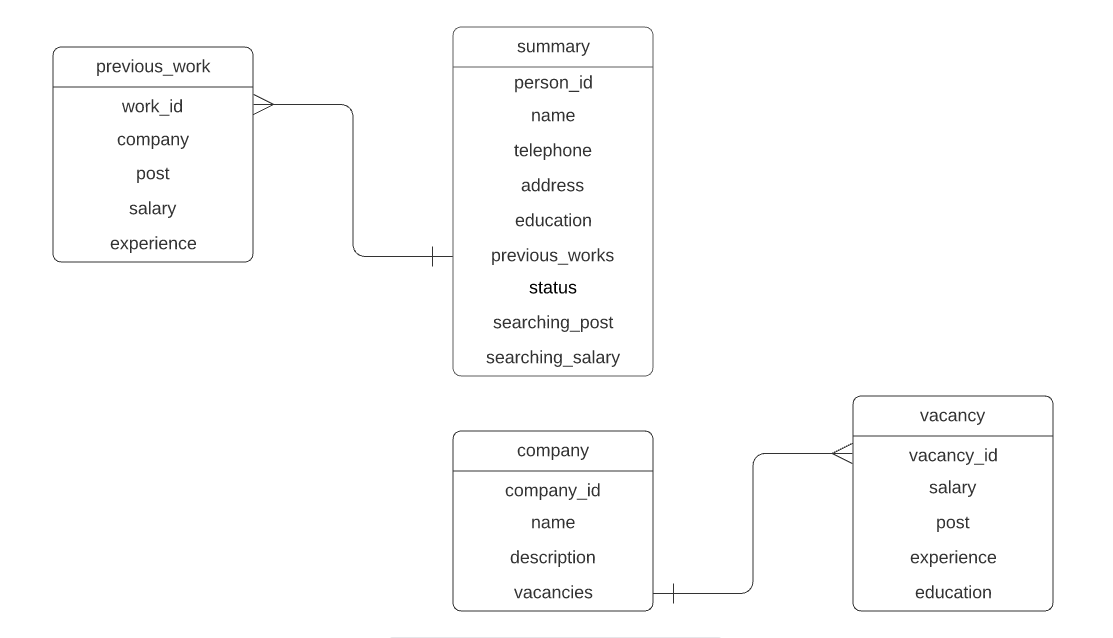 previous_work
work_id
company
post
salary
experience
summary
person_id
name
telephone
address
education
previous_works
status
searching_post
searching_salary
company
company_id
name
description
vacancies
vacancy
vacancy_id
salary
post
experience
education